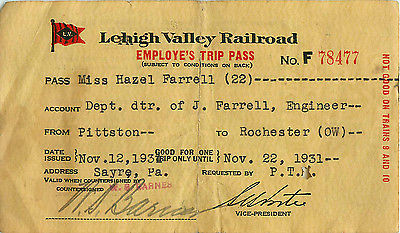 L.V.
Lehigh Valley Railroad
EMPLOYE'S TRIP PASS
(SUBJECT TO CONDITIONS ON BACK)
No. F 78477
PASS Miss Hazel Farrell (22)
ACCOUNT Dept. dtr. of J. Farrell, Engineer
FROM Pittston-- TO Rochester (OW)
DATE ISSUED Nov.12,1931 GOOD FOR ONE TRIP ONLY UNTIL Nov. 22, 1931
ADDRESS Sayre, Pa. REQUESTED BY P.T.
VALID WHEN COUNTERSIGNED BY
COUNTERSIGNED
BARNES
VICE-PRESIDENT
NOT GOOD ON TRAINS 9 AND 10